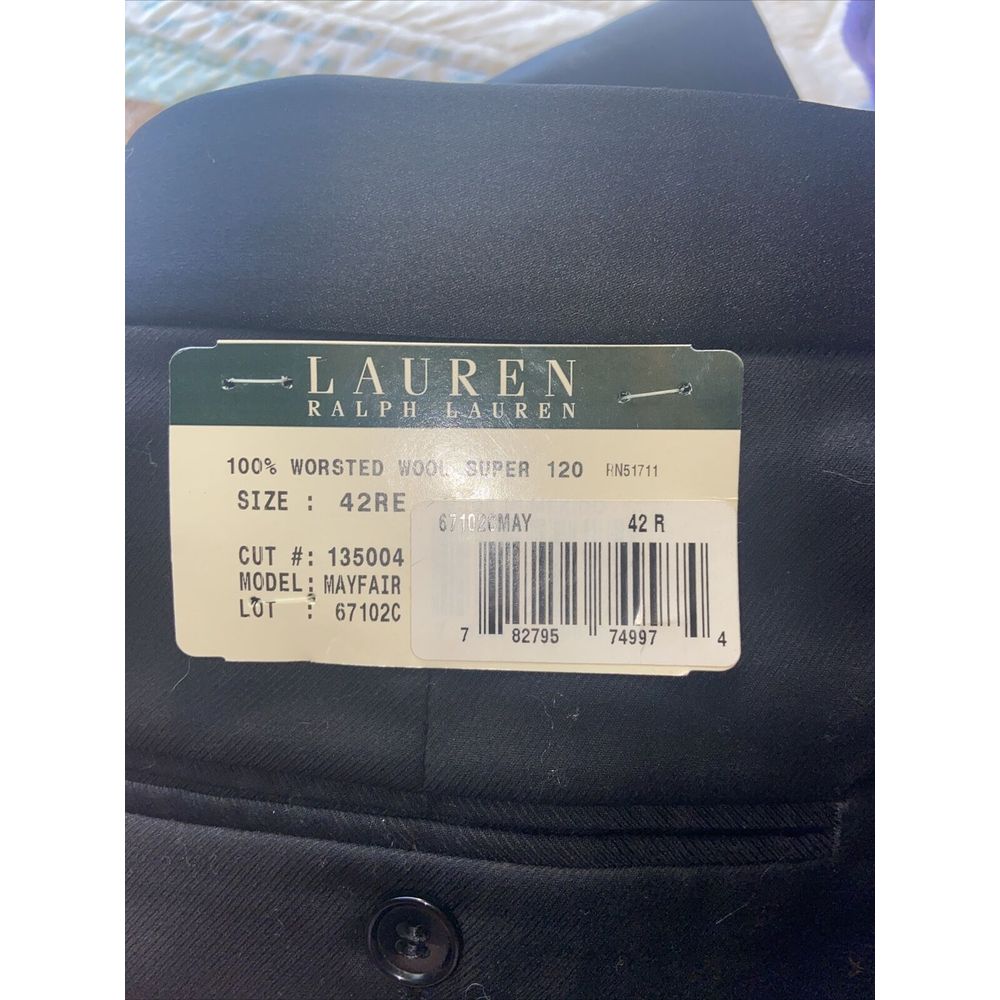 LAUREN
RALPH LAUREN
100% WORSTED WOOL SUPER 120 RN51711
SIZE : 42RE
67102CMAY 42 R
CUT #: 135004
MODEL: MAYFAIR
LOT : 67102C
7 82795 74997 4